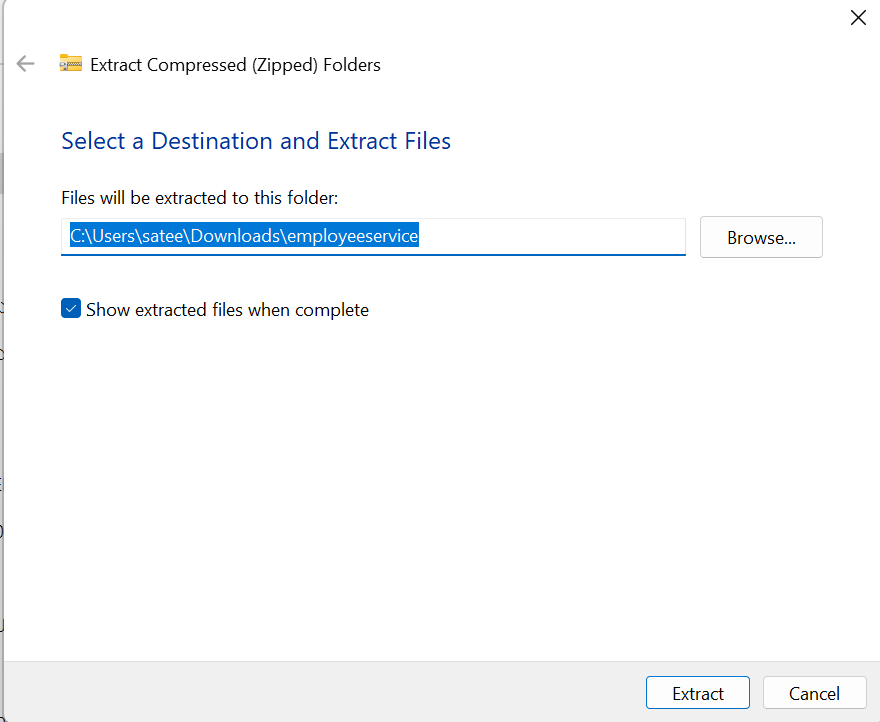 Extract Compressed (Zipped) Folders
Select a Destination and Extract Files
Files will be extracted to this folder:
C:\Users\satee\Downloads\employeeservice
Browse...
Show extracted files when complete
Extract
Cancel